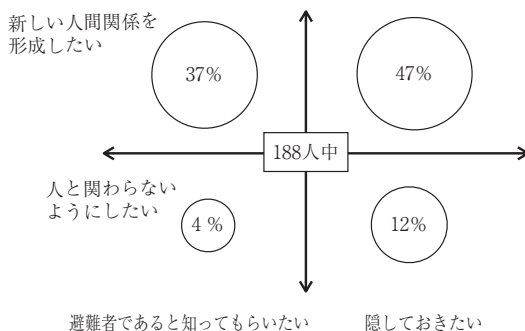 新しい人間関係を
形成したい
37%
47%
188人中
人と関わらない
ようにしたい
4 %
12%
避難者であると知ってもらいたい
隠しておきたい